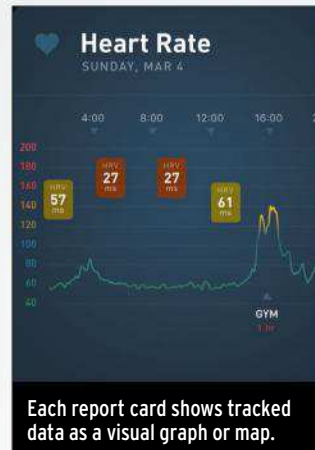 Heart Rate
SUNDAY, MAR 4
4:00 8:00 12:00 16:00
200
180
160
140
120
100
80
60
40
HRV
57
ms
HRV
27
ms
HRV
27
ms
HRV
61
ms
GYM
1 hr
Each report card shows tracked
data as a visual graph or map.